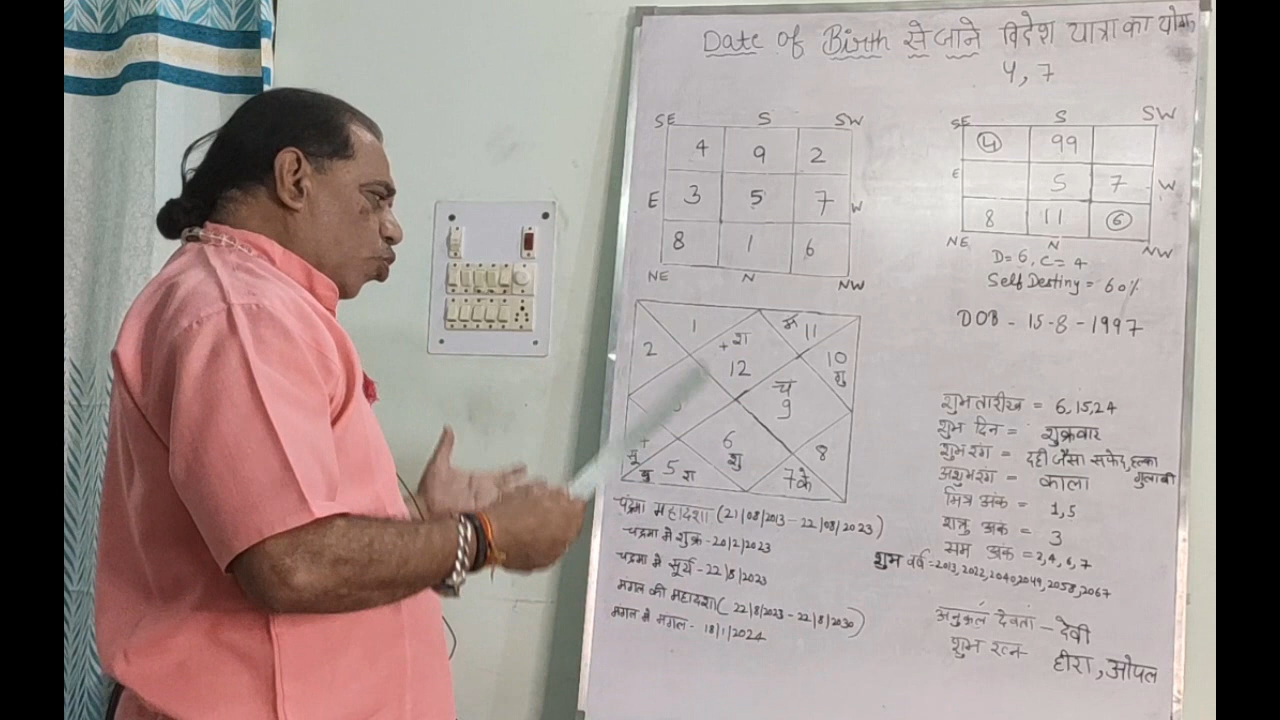 Date of Birth से जाने विदेश यात्रा का योग
4, 7
SE S SW
4 9 2
E 3 5 7 W
8 1 6
NE N NW
SE S SW
4 99
E 5 7 W
8 11 6
NE N NW
D = 6, C = 4
Self Destiny = 60%
DOB - 15-8-1997
1 11
2 + श 10
12 गु
च
9
6 8
+ शु
5 रा 7 के
चंद्रमा महादशा (21/08/2013 - 22/08/2023)
चंद्रमा मे शुक्र - 20/2/2023
चंद्रमा मे सूर्य - 22/8/2023
मंगल की महादशा (22/8/2023 - 22/8/2030)
मंगल मे मंगल - 18/1/2024
शुभ तारीख = 6, 15, 24
शुभ दिन = शुक्रवार
शुभ रंग = दही जैसा सफेद, हल्का गुलाबी
अशुभ रंग = काला
मित्र अंक = 1, 5
शत्रु अंक = 3
सम अंक = 2, 4, 6, 7
शुभ वर्ष - 2013, 2022, 2040, 2049, 2058, 2067
अनुकूल देवता - देवी
शुभ रत्न - हीरा, ओपल